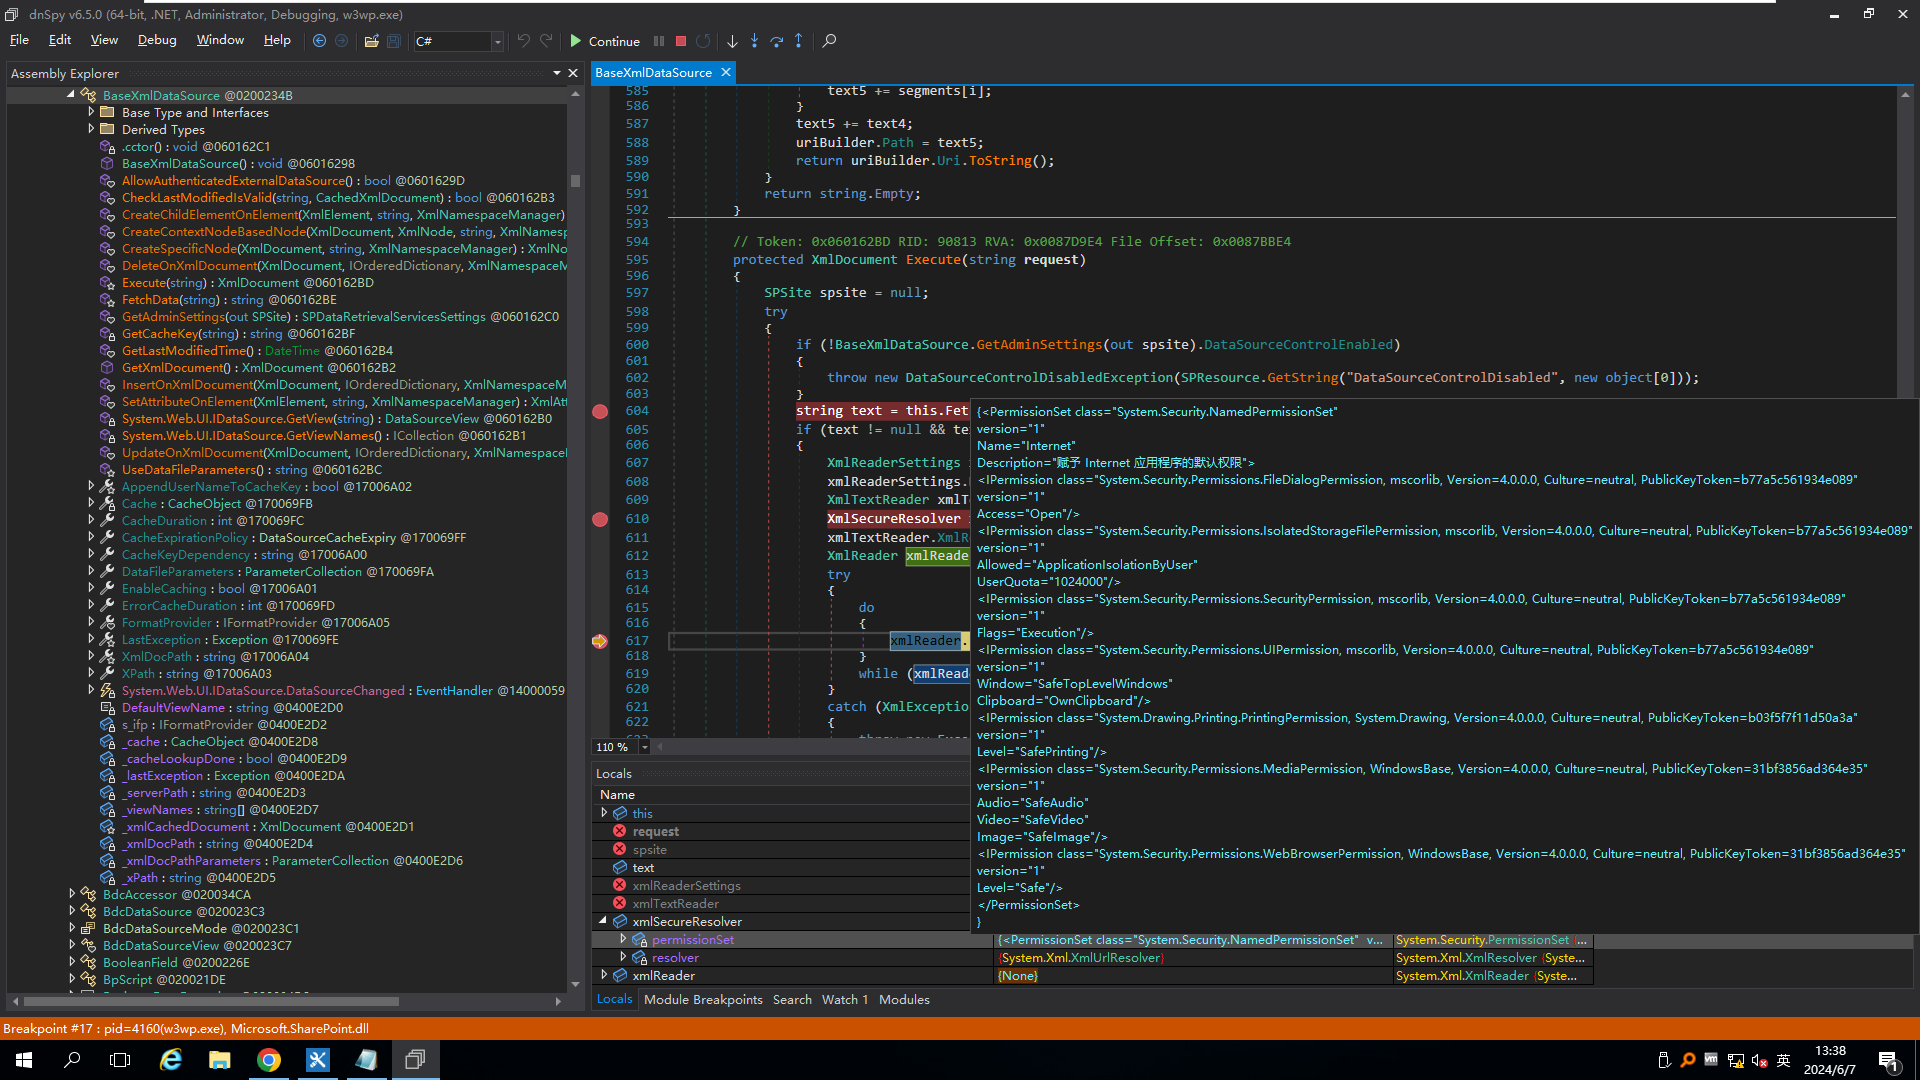 dnSpy v6.5.0 (64-bit, .NET, Administrator, Debugging, w3wp.exe)
File Edit View Debug Window Help C# Continue
Assembly Explorer
BaseXmlDataSource @0200234B
Base Type and Interfaces
Derived Types
.cctor() : void @060162C1
BaseXmlDataSource() : void @06016298
AllowAuthenticatedExternalDataSource() : bool @0601629D
CheckLastModifiedIsValid(string, CachedXmlDocument) : bool @060162B3
CreateChildElementOnElement(XmlElement, string, XmlNamespaceManager)
CreateContextNodeBasedNode(XmlDocument, XmlNode, string, XmlNamesp
CreateSpecificNode(XmlDocument, string, XmlNamespaceManager) : XmlNo
DeleteOnXmlDocument(XmlDocument, IOrderedDictionary, XmlNamespaceM
Execute(string) : XmlDocument @060162BD
FetchData(string) : string @060162BE
GetAdminSettings(out SPSite) : SPDataRetrievalServicesSettings @060162C0
GetCacheKey(string) : string @060162BF
GetLastModifiedTime() : DateTime @060162B4
GetXmlDocument() : XmlDocument @060162B2
InsertOnXmlDocument(XmlDocument, IOrderedDictionary, XmlNamespaceM
SetAttributeOnElement(XmlElement, string, XmlNamespaceManager) : XmlAt
System.Web.UI.IDataSource.GetView(string) : DataSourceView @060162B0
System.Web.UI.IDataSource.GetViewNames() : ICollection @060162B1
UpdateOnXmlDocument(XmlDocument, IOrderedDictionary, XmlNamespace
UseDataFileParameters() : string @060162BC
AppendUserNameToCacheKey : bool @17006A02
Cache : CacheObject @170069FB
CacheDuration : int @170069FC
CacheExpirationPolicy : DataSourceCacheExpiry @170069FF
CacheKeyDependency : string @17006A00
DataFileParameters : ParameterCollection @170069FA
EnableCaching : bool @17006A01
ErrorCacheDuration : int @170069FD
FormatProvider : IFormatProvider @17006A05
LastException : Exception @170069FE
XmlDocPath : string @17006A04
XPath : string @17006A03
System.Web.UI.IDataSource.DataSourceChanged : EventHandler @14000059
DefaultViewName : string @0400E2D0
s_ifp : IFormatProvider @0400E2D2
_cache : CacheObject @0400E2D8
_cacheLookupDone : bool @0400E2D9
_lastException : Exception @0400E2DA
_serverPath : string @0400E2D3
_viewNames : string[] @0400E2D7
_xmlCachedDocument : XmlDocument @0400E2D1
_xmlDocPath : string @0400E2D4
_xmlDocPathParameters : ParameterCollection @0400E2D6
_xPath : string @0400E2D5
BdcAccessor @020034CA
BdcDataSource @020023C3
BdcDataSourceMode @020023C1
BdcDataSourceView @020023C7
BooleanField @0200226E
BpScript @020021DE
BaseXmlDataSource
585 text5 += segments[i];
586 }
587 text5 += text4;
588 uriBuilder.Path = text5;
589 return uriBuilder.Uri.ToString();
590 }
591 return string.Empty;
592 }
593
594 // Token: 0x060162BD RID: 90813 RVA: 0x0087D9E4 File Offset: 0x0087BBE4
595 protected XmlDocument Execute(string request)
596 {
597 SPSite spsite = null;
598 try
599 {
600 if (!BaseXmlDataSource.GetAdminSettings(out spsite).DataSourceControlEnabled)
601 {
602 throw new DataSourceControlDisabledException(SPResource.GetString("DataSourceControlDisabled", new object[0]));
603 }
604 string text = this.Fet
605 if (text != null && te
606 {
607 XmlReaderSettings
608 xmlReaderSettings.
609 XmlTextReader xmlT
610 XmlSecureResolver
611 xmlTextReader.XmlR
612 XmlReader xmlReade
613 try
614 {
615 do
616 {
617 xmlReader.
618 }
619 while (xmlRead
620 }
621 catch (XmlExceptio
622 {
{<PermissionSet class="System.Security.NamedPermissionSet"
version="1"
Name="Internet"
Description="赋予 Internet 应用程序的默认权限">
<IPermission class="System.Security.Permissions.FileDialogPermission, mscorlib, Version=4.0.0.0, Culture=neutral, PublicKeyToken=b77a5c561934e089"
version="1"
Access="Open"/>
<IPermission class="System.Security.Permissions.IsolatedStorageFilePermission, mscorlib, Version=4.0.0.0, Culture=neutral, PublicKeyToken=b77a5c561934e089"
version="1"
Allowed="ApplicationIsolationByUser"
UserQuota="1024000"/>
<IPermission class="System.Security.Permissions.SecurityPermission, mscorlib, Version=4.0.0.0, Culture=neutral, PublicKeyToken=b77a5c561934e089"
version="1"
Flags="Execution"/>
<IPermission class="System.Security.Permissions.UIPermission, mscorlib, Version=4.0.0.0, Culture=neutral, PublicKeyToken=b77a5c561934e089"
version="1"
Window="SafeTopLevelWindows"
Clipboard="OwnClipboard"/>
<IPermission class="System.Drawing.Printing.PrintingPermission, System.Drawing, Version=4.0.0.0, Culture=neutral, PublicKeyToken=b03f5f7f11d50a3a"
version="1"
Level="SafePrinting"/>
<IPermission class="System.Security.Permissions.MediaPermission, WindowsBase, Version=4.0.0.0, Culture=neutral, PublicKeyToken=31bf3856ad364e35"
version="1"
Audio="SafeAudio"
Video="SafeVideo"
Image="SafeImage"/>
<IPermission class="System.Security.Permissions.WebBrowserPermission, WindowsBase, Version=4.0.0.0, Culture=neutral, PublicKeyToken=31bf3856ad364e35"
version="1"
Level="Safe"/>
</PermissionSet>
}
110 %
Locals
Name
this
request
spsite
text
xmlReaderSettings
xmlTextReader
xmlSecureResolver
permissionSet {<PermissionSet class="System.Security.NamedPermissionSet" v... System.Security.PermissionSet {...
resolver {System.Xml.XmlUrlResolver} System.Xml.XmlResolver {Syste...
xmlReader {None} System.Xml.XmlReader {Syste...
Locals Module Breakpoints Search Watch 1 Modules
Breakpoint #17 : pid=4160(w3wp.exe), Microsoft.SharePoint.dll
英
13:38
2024/6/7
1